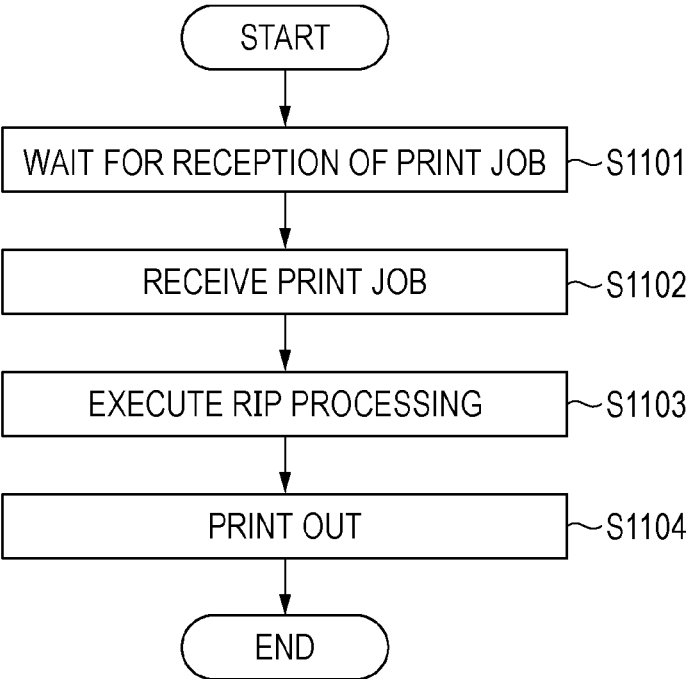 START
WAIT FOR RECEPTION OF PRINT JOB S1101
RECEIVE PRINT JOB S1102
EXECUTE RIP PROCESSING S1103
PRINT OUT S1104
END